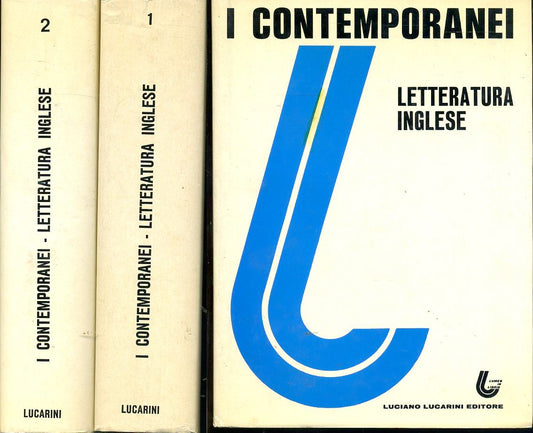 2
I CONTEMPORANEI - LETTERATURA INGLESE
LUCARINI
1
I CONTEMPORANEI - LETTERATURA INGLESE
LUCARINI
I CONTEMPORANEI
LETTERATURA
INGLESE
LUCIANO LUCARINI EDITORE